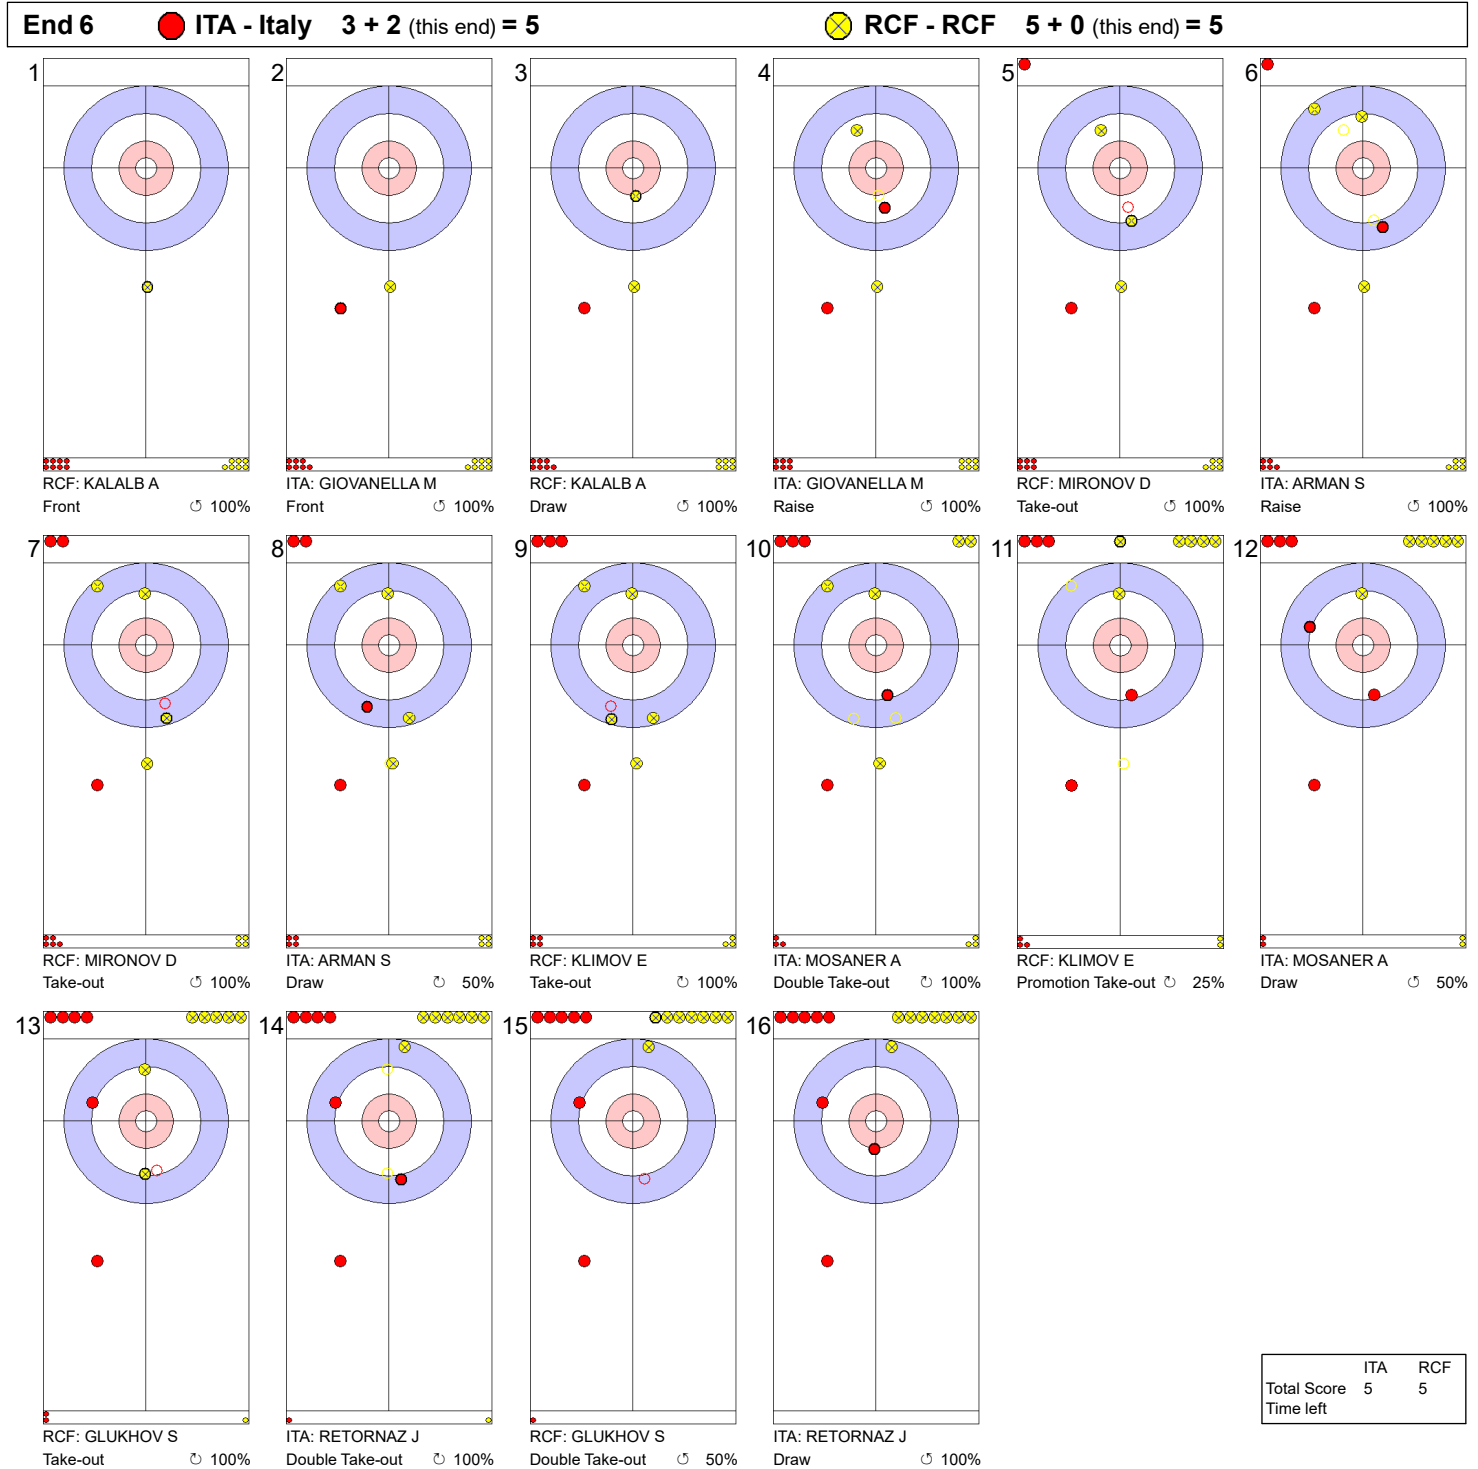 End 6 ITA - Italy 3 + 2 (this end) = 5 RCF - RCF 5 + 0 (this end) = 5
1 2 3 4 5 6
RCF: KALALB A
Front ↺ 100%
ITA: GIOVANELLA M
Front ↺ 100%
RCF: KALALB A
Draw ↺ 100%
ITA: GIOVANELLA M
Raise ↺ 100%
RCF: MIRONOV D
Take-out ↺ 100%
ITA: ARMAN S
Raise ↺ 100%
7 8 9 10 11 12
RCF: MIRONOV D
Take-out ↺ 100%
ITA: ARMAN S
Draw ↻ 50%
RCF: KLIMOV E
Take-out ↻ 100%
ITA: MOSANER A
Double Take-out ↻ 100%
RCF: KLIMOV E
Promotion Take-out ↻ 25%
ITA: MOSANER A
Draw ↺ 50%
13 14 15 16
RCF: GLUKHOV S
Take-out ↻ 100%
ITA: RETORNAZ J
Double Take-out ↻ 100%
RCF: GLUKHOV S
Double Take-out ↺ 50%
ITA: RETORNAZ J
Draw ↺ 100%
ITA RCF
Total Score 5 5
Time left